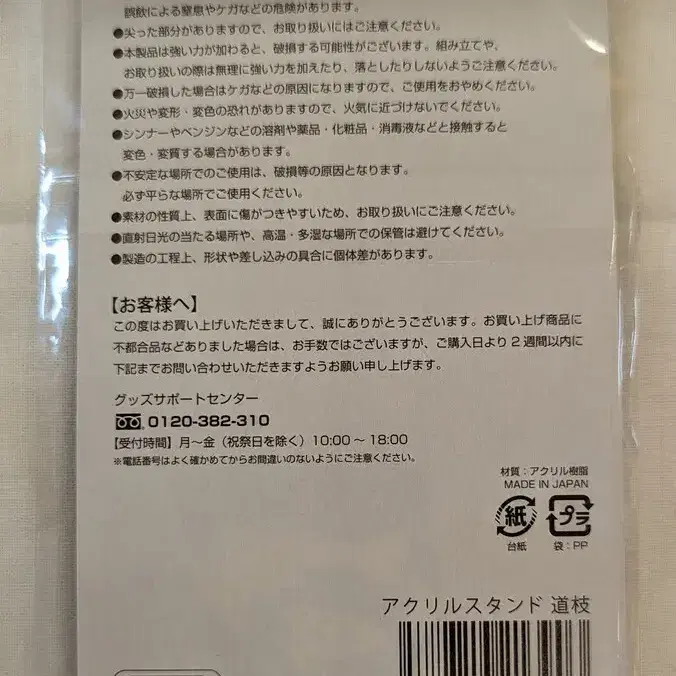 誤飲による窒息やケガなどの危険があります。
●尖った部分がありますので、お取り扱いにはご注意ください。
●本製品は強い力が加わると、破損する可能性がございます。組み立てや、
お取り扱いの際は無理に強い力を加えたり、落としたりしないようご注意ください。
●万一破損した場合はケガなどの原因になりますので、ご使用をおやめください。
●火災や変形・変色の恐れがありますので、火気に近づけないでください。
●シンナーやベンジンなどの溶剤や薬品・化粧品・消毒液などと接触すると
変色・変質する場合があります。
●不安定な場所でのご使用は、破損等の原因となります。
必ず平らな場所でご使用ください。
●素材の性質上、表面に傷がつきやすいため、お取り扱いにご注意ください。
●直射日光の当たる場所や、高温・多湿な場所での保管は避けてください。
●製造の工程上、形状や差し込みの具合に個体差があります。
【お客様へ】
この度はお買い上げいただきまして、誠にありがとうございます。お買い上げ商品に
不都合品などありました場合は、お手数ではございますが、ご購入日より2週間以内に
下記までお問い合わせいただきますようお願い申し上げます。
グッズサポートセンター
0120-382-310
【受付時間】月〜金(祝祭日を除く)10:00〜18:00
※電話番号はよく確かめてからお間違いのないようにご注意ください。
材質:アクリル樹脂
MADE IN JAPAN
紙 プラ
台紙 袋:PP
アクリルスタンド 道枝